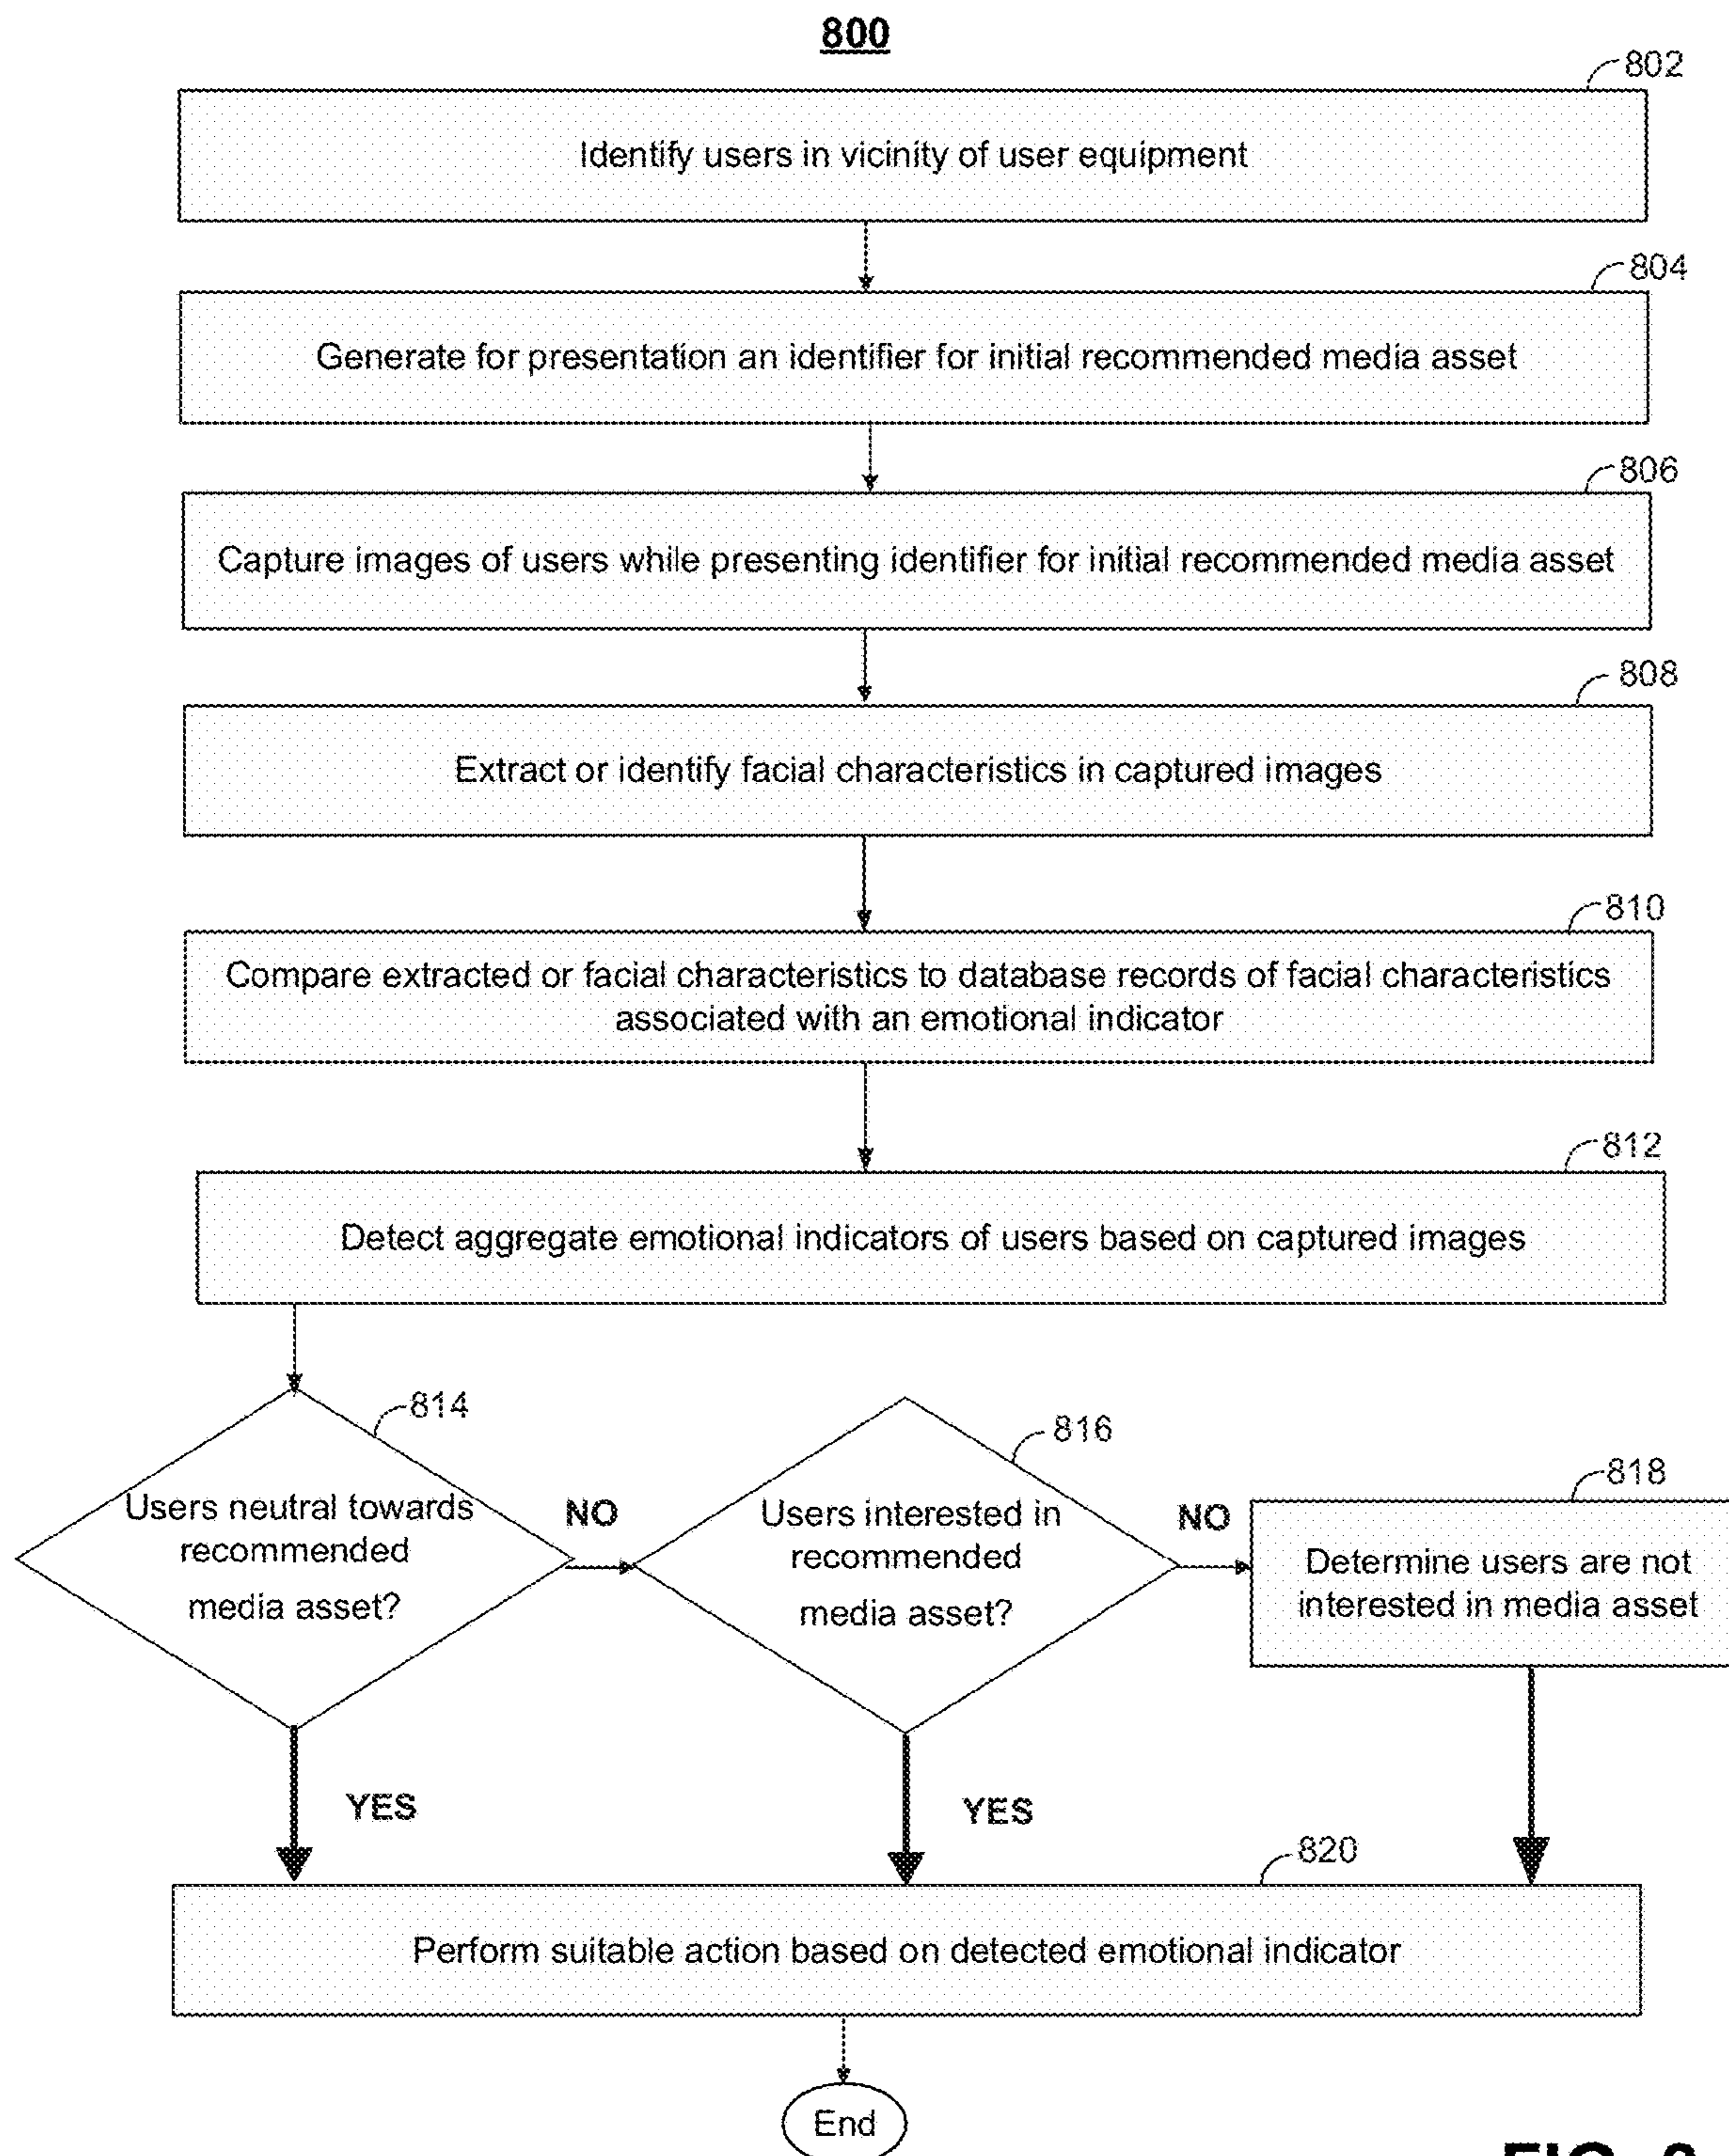 800
802
Identify users in vicinity of user equipment
804
Generate for presentation an identifier for initial recommended media asset
806
Capture images of users while presenting identifier for initial recommended media asset
808
Extract or identify facial characteristics in captured images
810
Compare extracted or facial characteristics to database records of facial characteristics
associated with an emotional indicator
812
Detect aggregate emotional indicators of users based on captured images
814
Users neutral towards
recommended
media asset?
NO
816
Users interested in
recommended
media asset?
NO
818
Determine users are not
interested in media asset
YES
YES
820
Perform suitable action based on detected emotional indicator
End